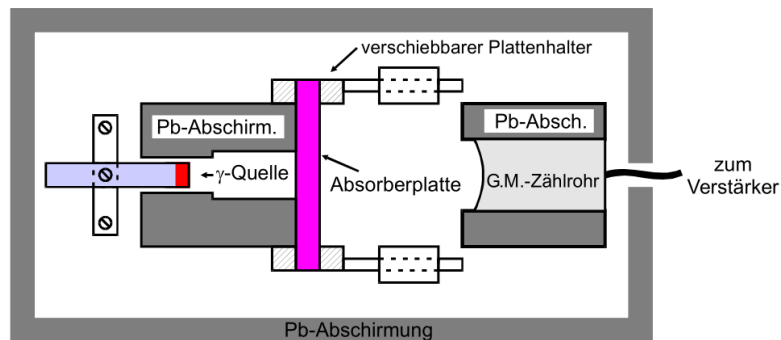 verschiebbarer Plattenhalter
Pb-Abschirm.
Pb-Absch.
γ-Quelle
Absorberplatte
G.M.-Zählrohr
zum
Verstärker
Pb-Abschirmung